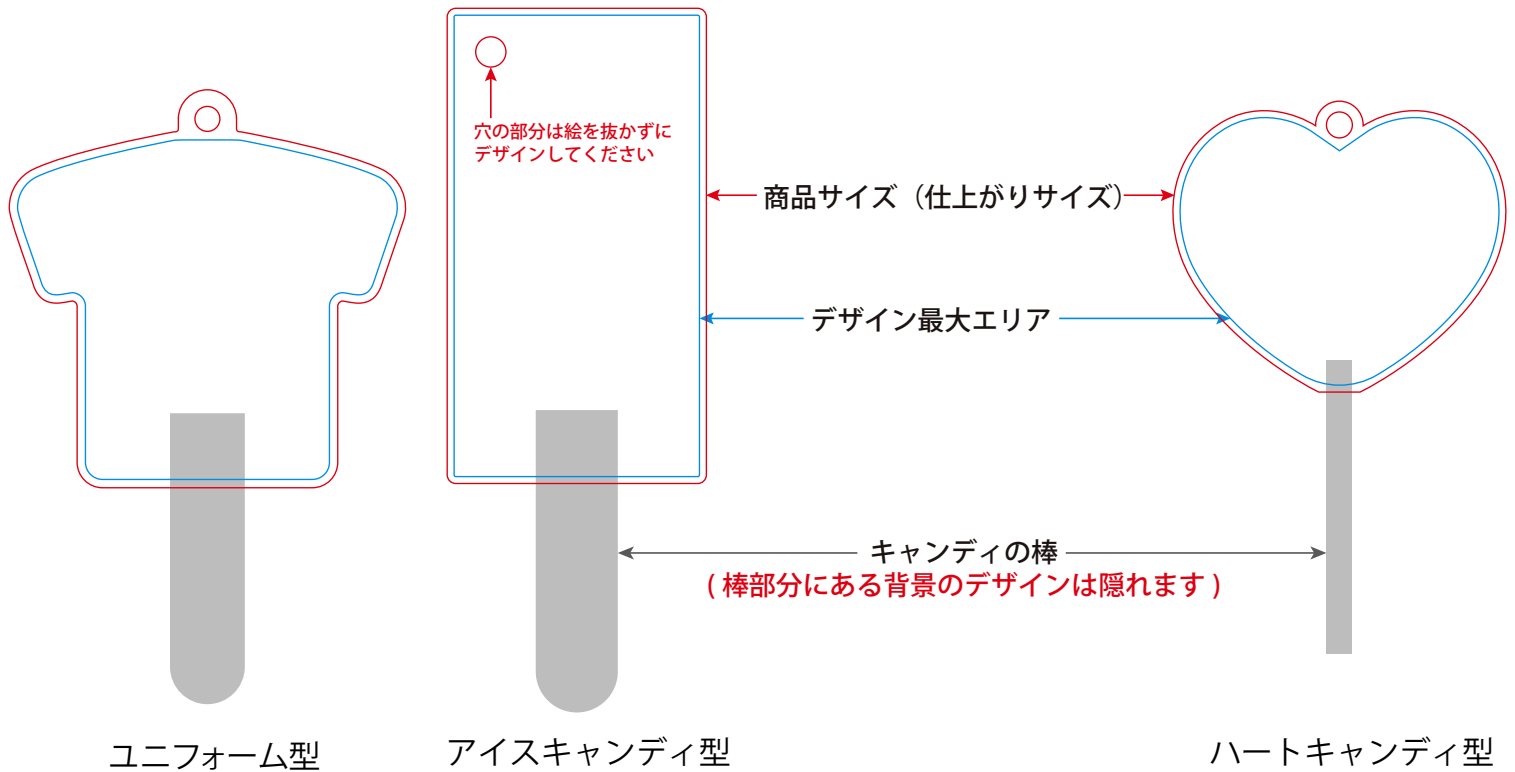 穴の部分は絵を抜かずに
デザインしてください
商品サイズ（仕上がりサイズ）
デザイン最大エリア
キャンディの棒
( 棒部分にある背景のデザインは隠れます )
ユニフォーム型
アイスキャンディ型
ハートキャンディ型